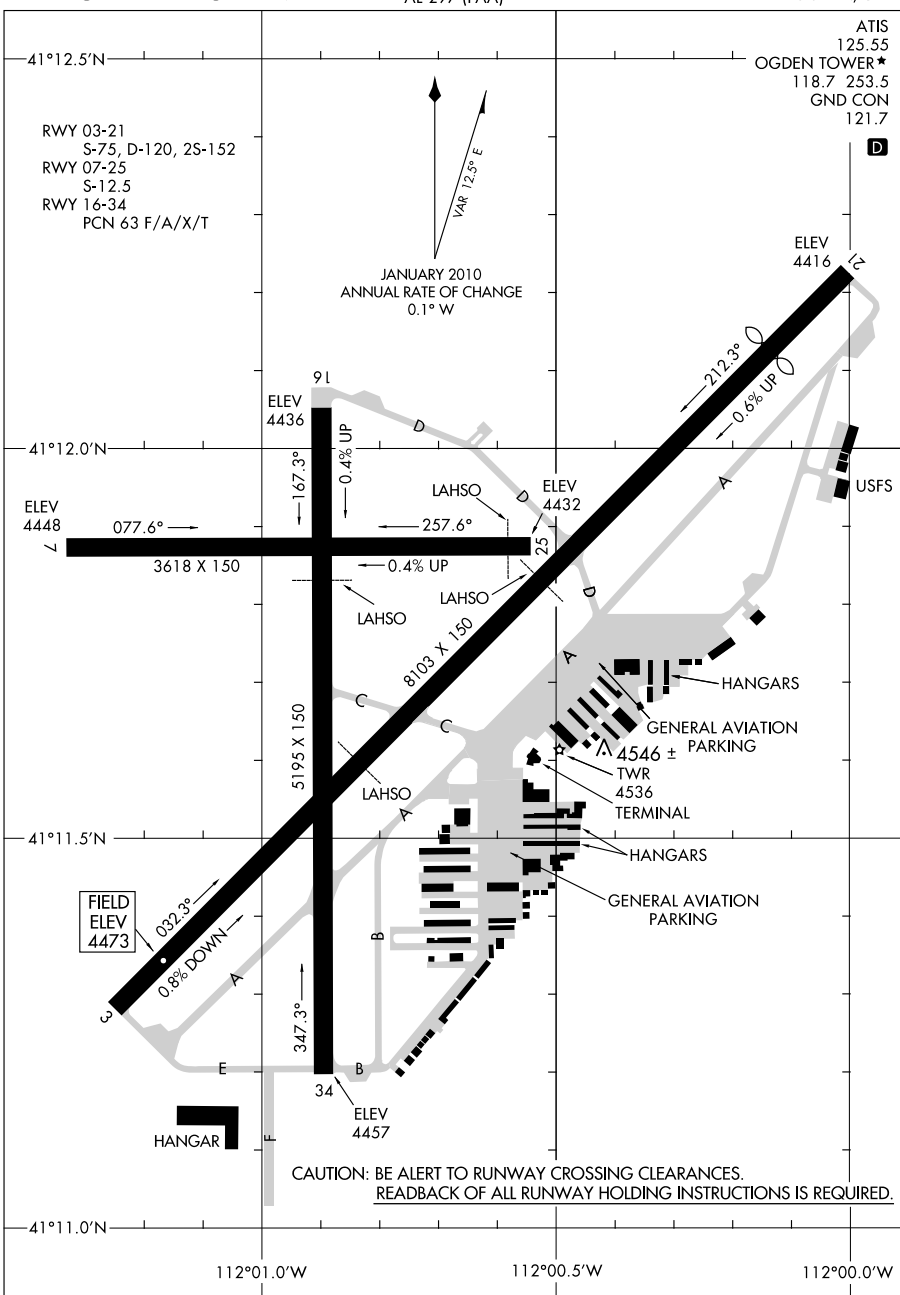 AL-297 (FAA)
ATIS
125.55
OGDEN TOWER★
118.7 253.5
GND CON
121.7
D
41°12.5'N
RWY 03-21
S-75, D-120, 2S-152
RWY 07-25
S-12.5
RWY 16-34
PCN 63 F/A/X/T
VAR 12.5° E
JANUARY 2010
ANNUAL RATE OF CHANGE
0.1° W
ELEV
4416
21
212.3°
0.6% UP
16
ELEV
4436
D
167.3°
0.4% UP
41°12.0'N
A
USFS
ELEV
4448
077.6°
LAHSO
257.6°
ELEV
4432
D
7
25
3618 X 150
0.4% UP
LAHSO
LAHSO
D
8103 X 150
A
HANGARS
C
C
GENERAL AVIATION
PARKING
5195 X 150
4546 ±
TWR
4536
LAHSO
TERMINAL
A
41°11.5'N
HANGARS
FIELD
ELEV
4473
032.3°
0.8% DOWN
GENERAL AVIATION
PARKING
B
A
347.3°
3
E
B
34
ELEV
4457
HANGAR
F
CAUTION: BE ALERT TO RUNWAY CROSSING CLEARANCES.
READBACK OF ALL RUNWAY HOLDING INSTRUCTIONS IS REQUIRED.
41°11.0'N
112°01.0'W
112°00.5'W
112°00.0'W